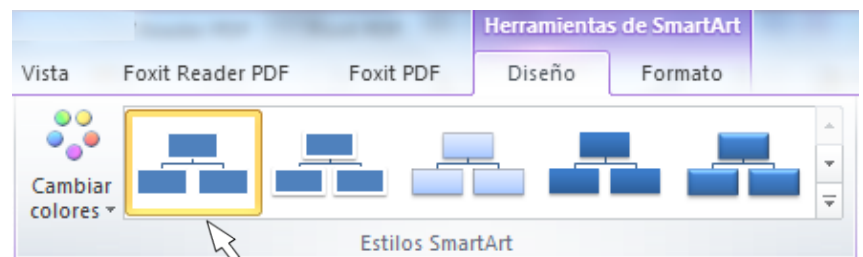 Herramientas de SmartArt
Vista Foxit Reader PDF Foxit PDF Diseño Formato
Cambiar
colores
Estilos SmartArt